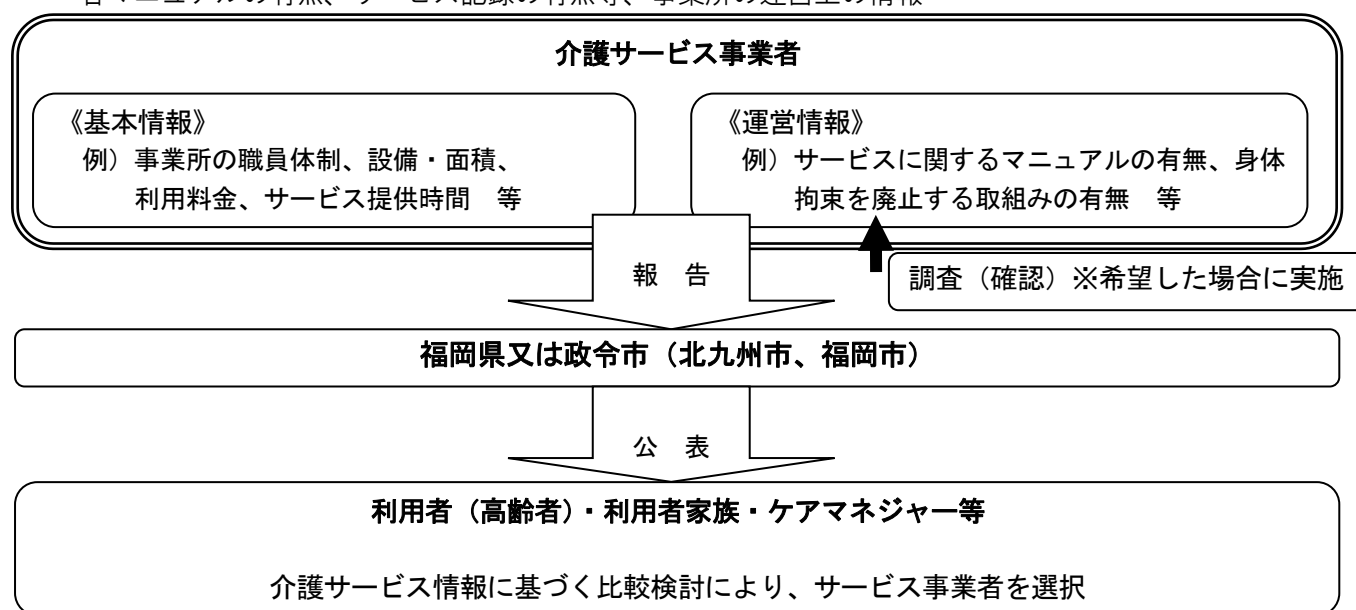 介護サービス事業者
《基本情報》
例）事業所の職員体制、設備・面積、
利用料金、サービス提供時間　等
《運営情報》
例）サービスに関するマニュアルの有無、身体
拘束を廃止する取組みの有無　等
報　告
調査（確認）※希望した場合に実施
福岡県又は政令市（北九州市、福岡市）
公　表
利用者（高齢者）・利用者家族・ケアマネジャー等
介護サービス情報に基づく比較検討により、サービス事業者を選択